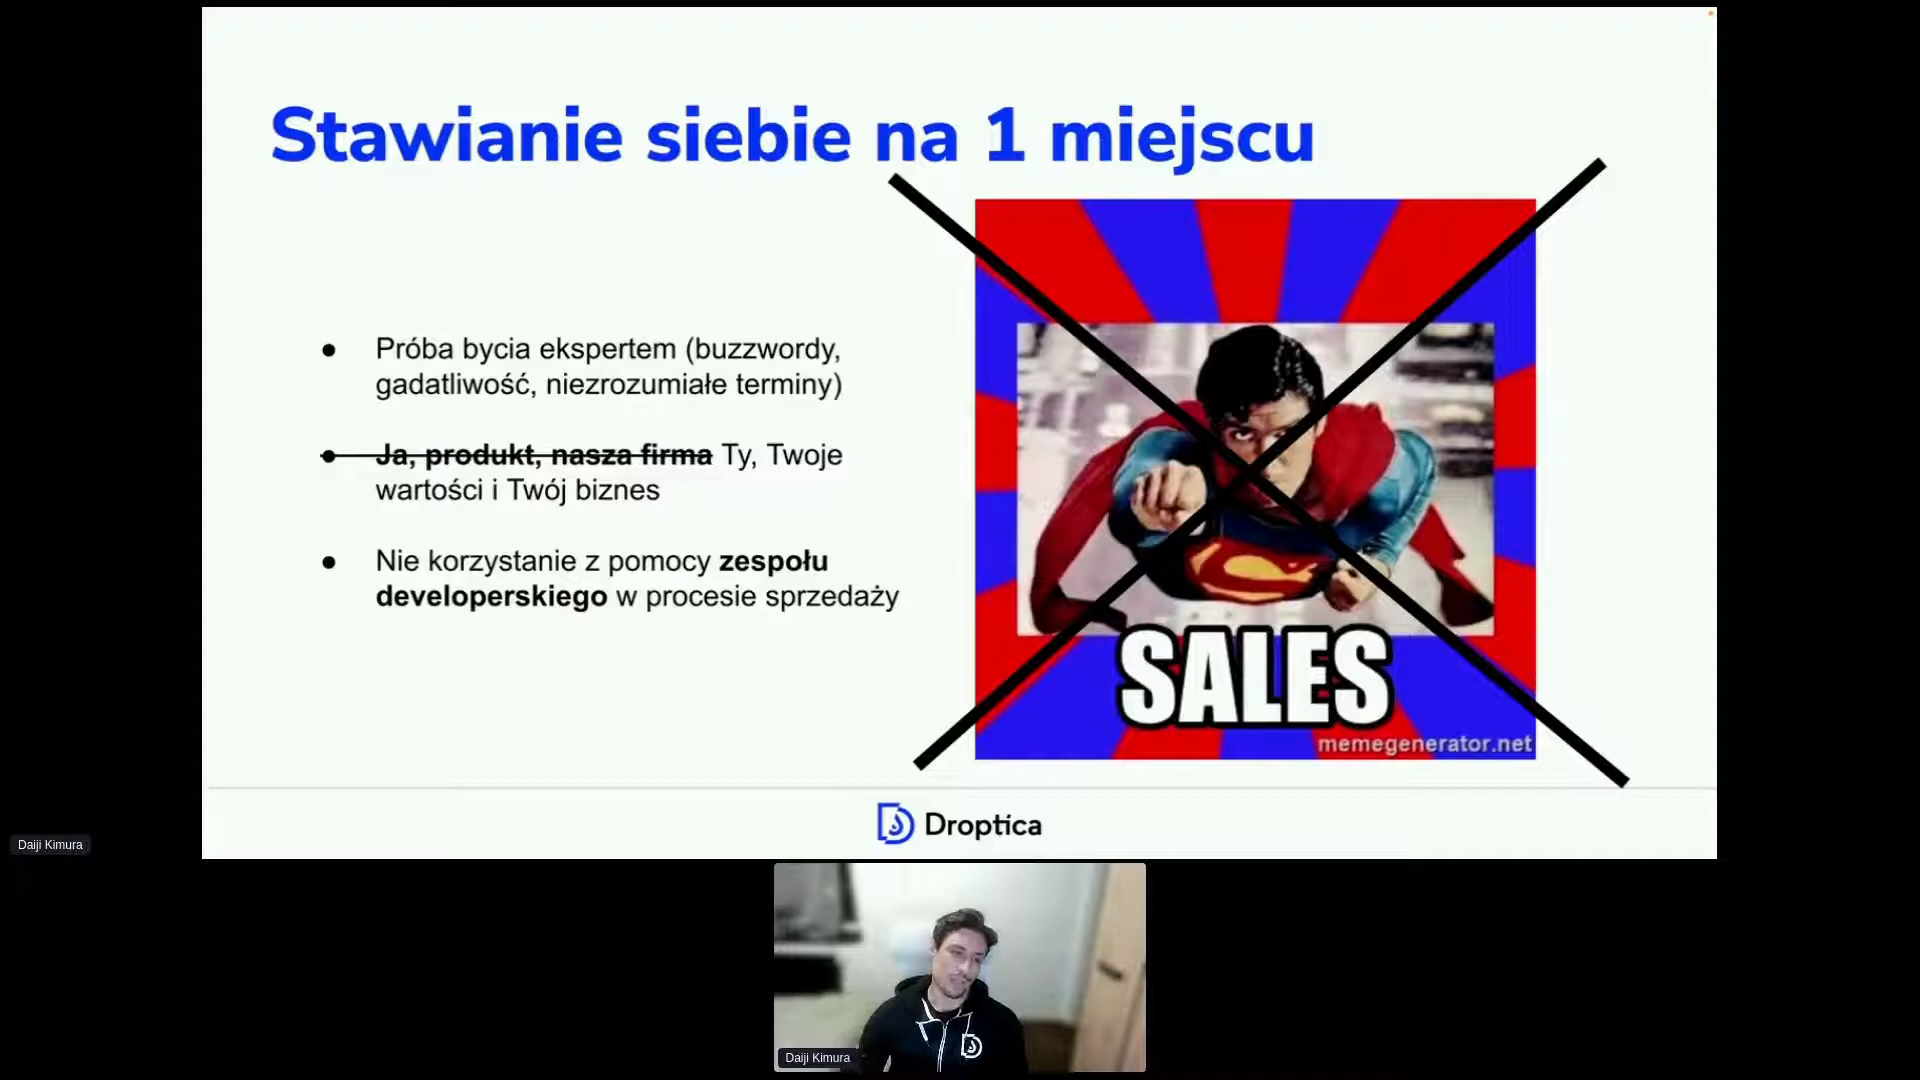 Stawianie siebie na 1 miejscu
● Próba bycia ekspertem (buzzwordy,
gadatliwość, niezrozumiałe terminy)
● Ja, produkt, nasza firma Ty, Twoje
wartości i Twój biznes
● Nie korzystanie z pomocy zespołu
developerskiego w procesie sprzedaży
SALES
memegenerator.net
Droptica
Daiji Kimura
Daiji Kimura